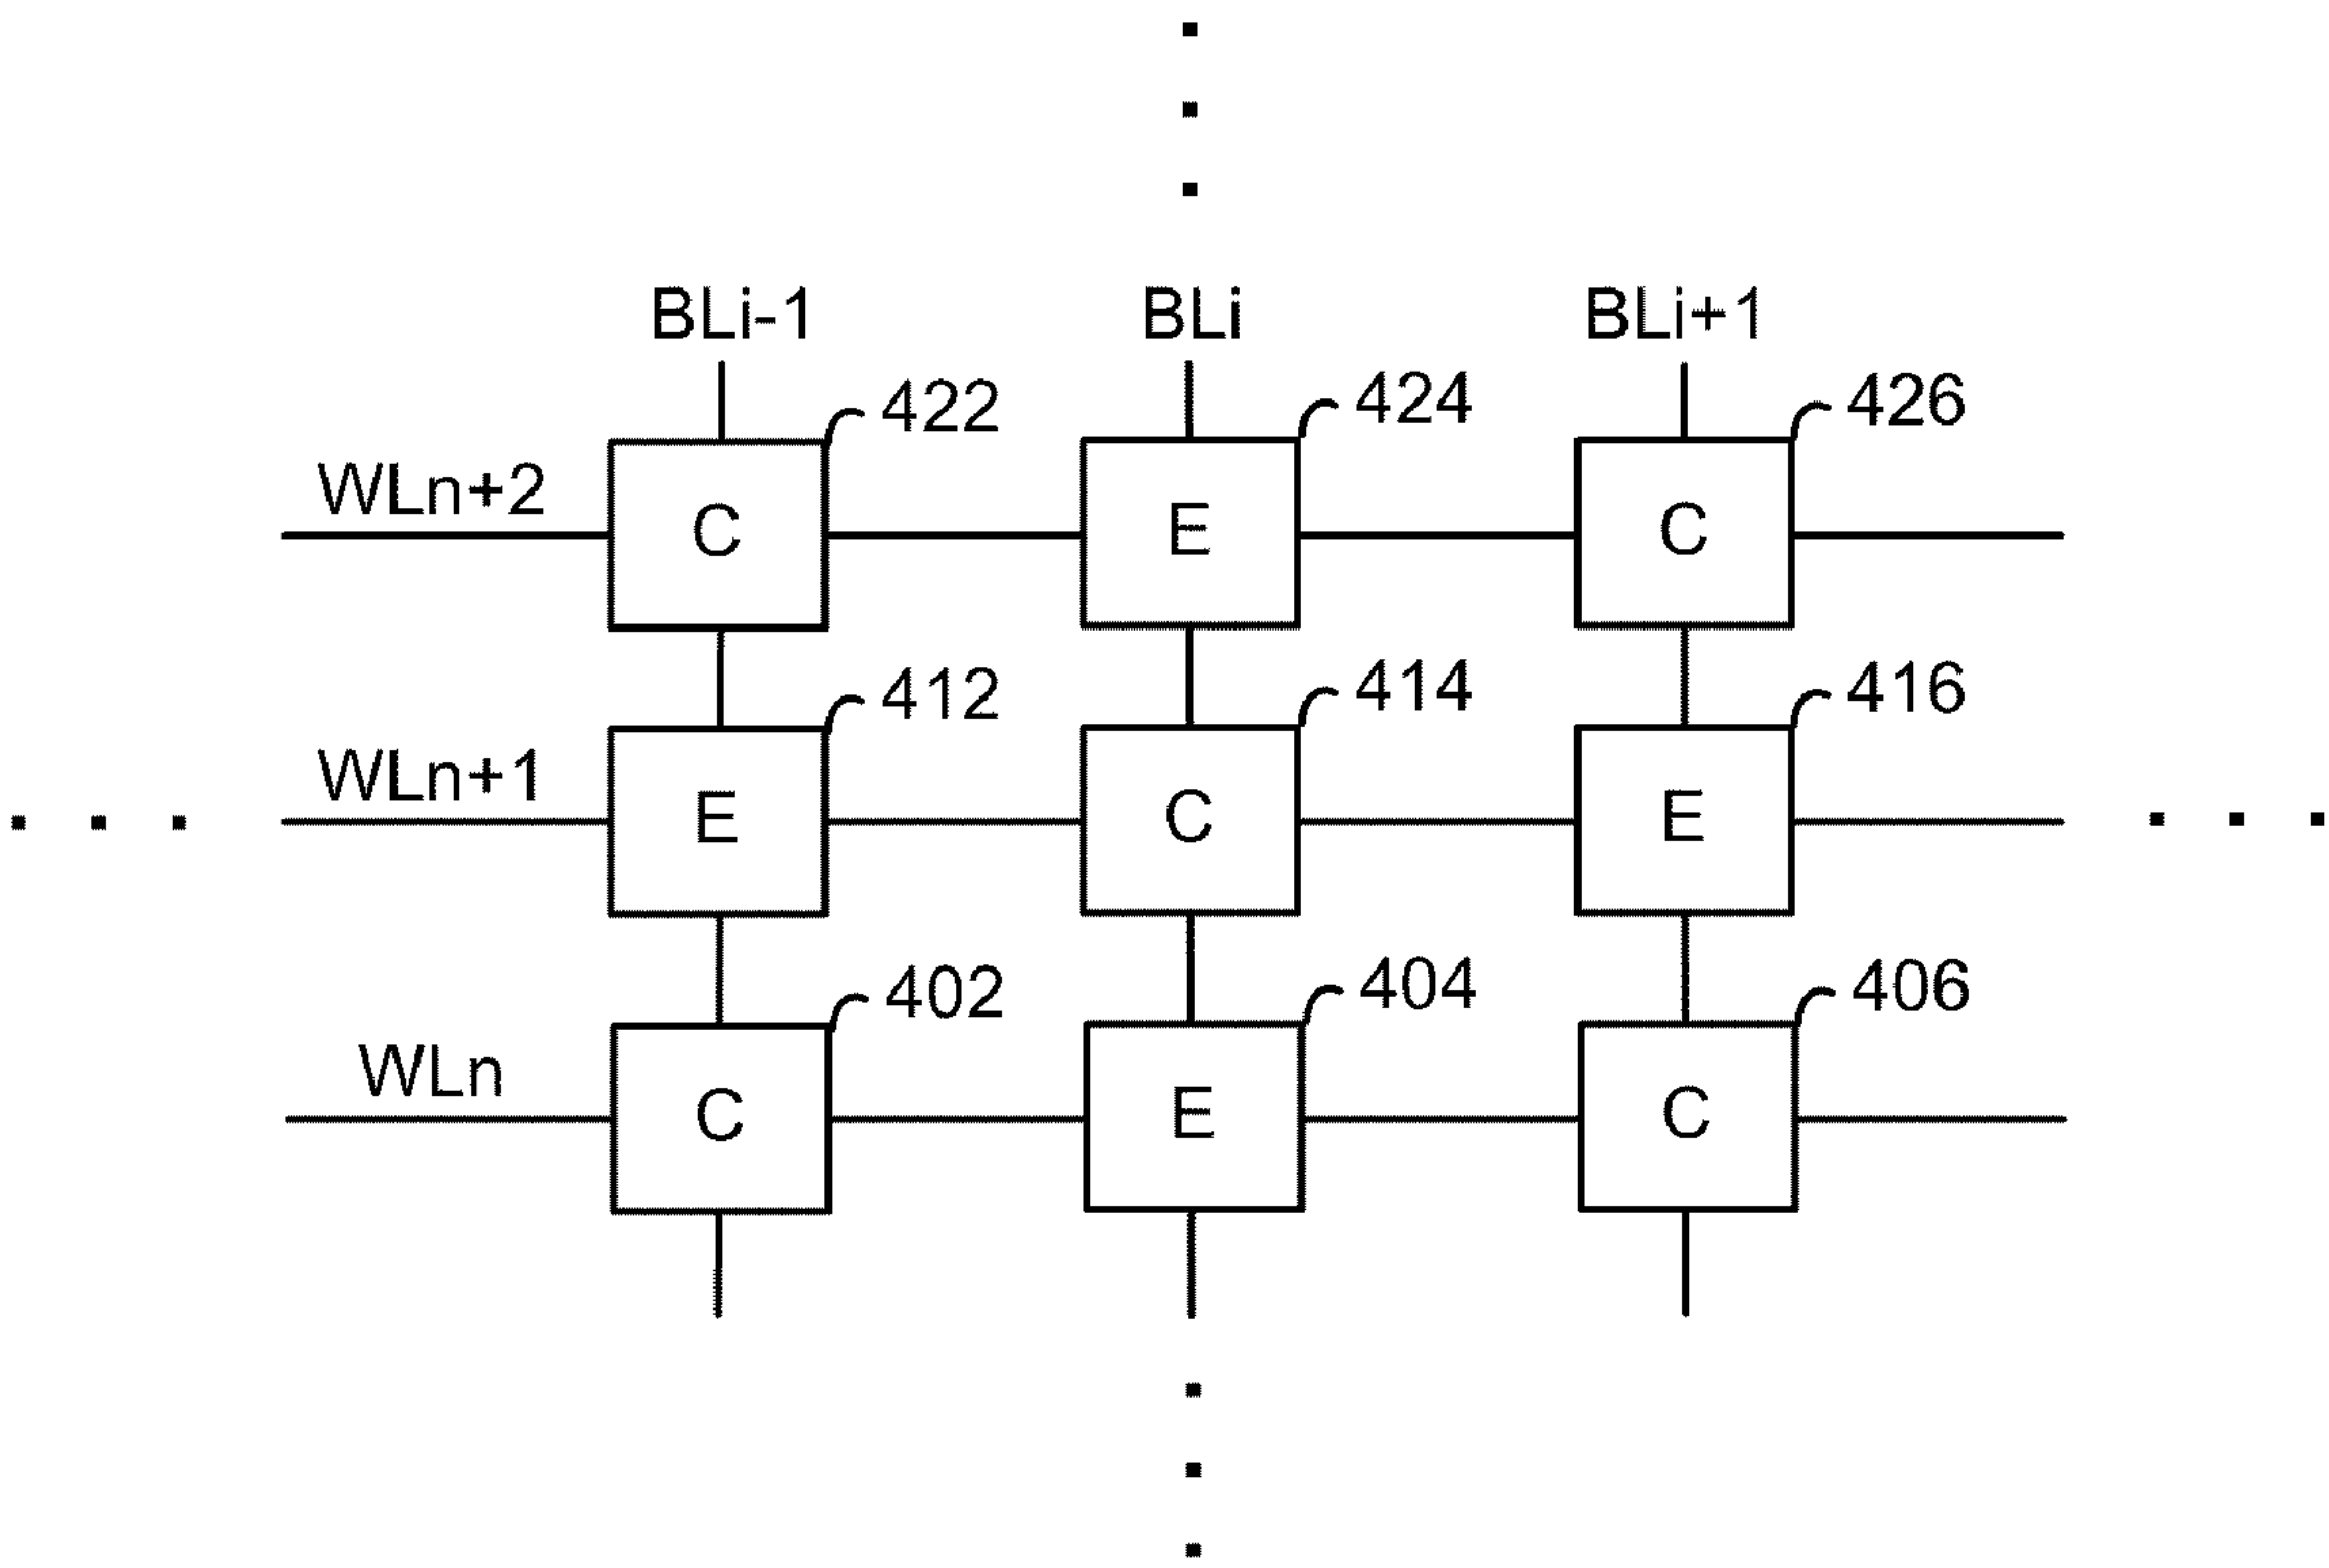 BLi-1 BLi BLi+1
422 424 426
WLn+2 C E C
412 414 416
WLn+1 E C E
402 404 406
WLn C E C